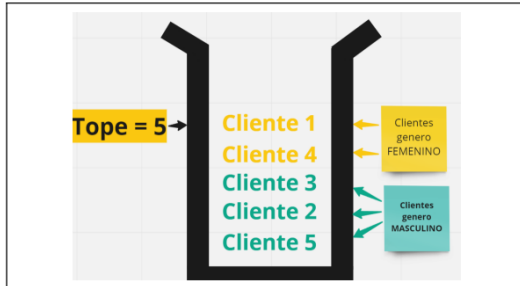 Tope = 5
Cliente 1
Cliente 4
Cliente 3
Cliente 2
Cliente 5
Clientes
genero
FEMENINO
Clientes
genero
MASCULINO